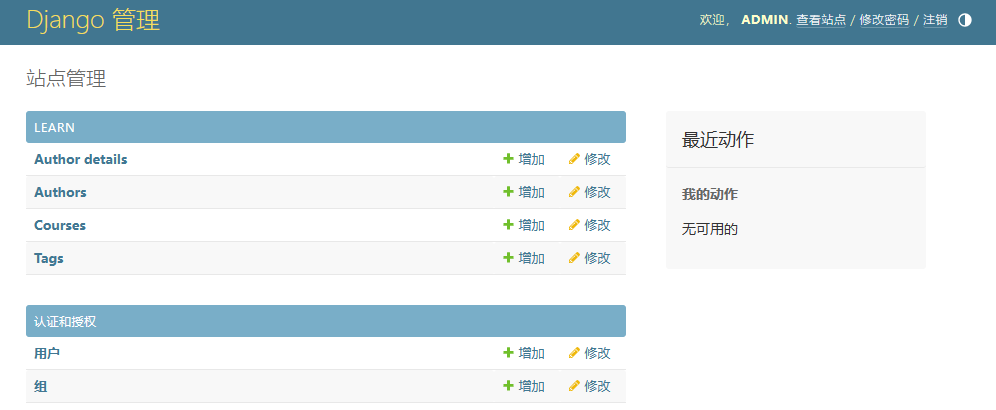 Django 管理
欢迎， ADMIN. 查看站点 / 修改密码 / 注销
站点管理
LEARN
Author details 增加 修改
Authors 增加 修改
Courses 增加 修改
Tags 增加 修改
认证和授权
用户 增加 修改
组 增加 修改
最近动作
我的动作
无可用的